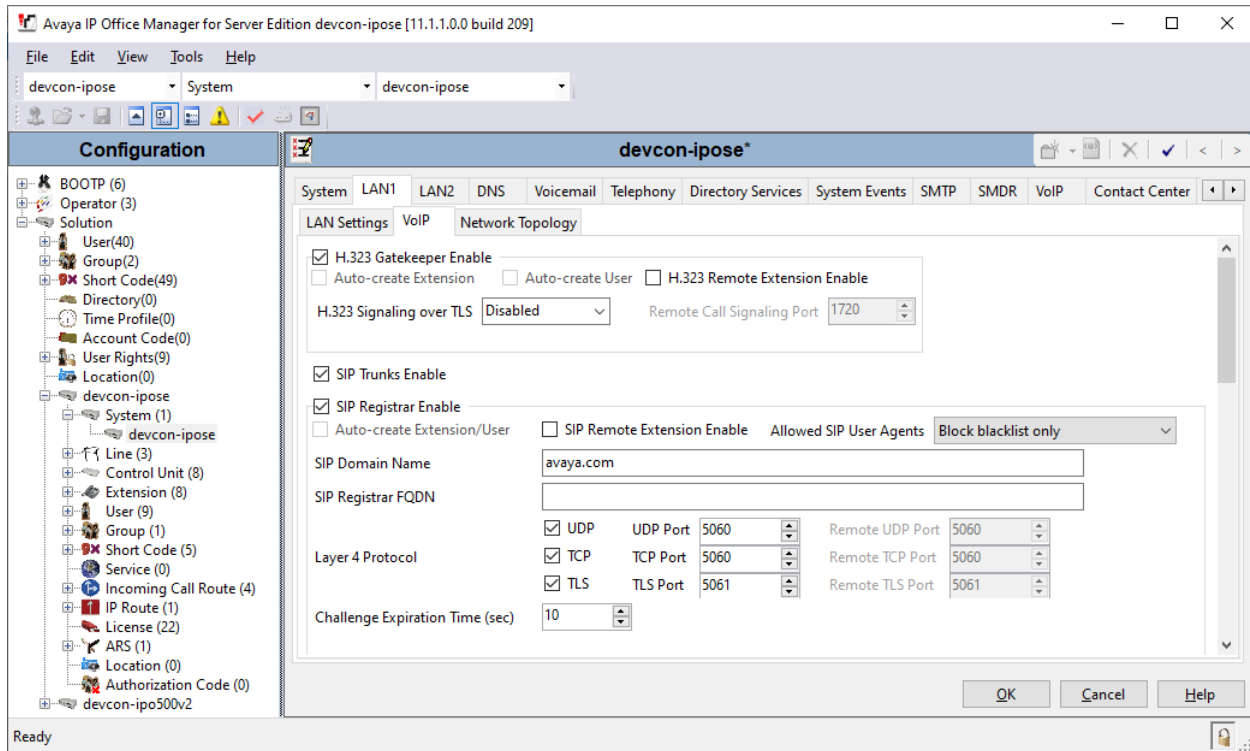 Avaya IP Office Manager for Server Edition devcon-ipose [11.1.1.0.0 build 209]
File Edit View Tools Help
devcon-ipose System devcon-ipose
Configuration
devcon-ipose*
BOOTP (6)
Operator (3)
Solution
User(40)
Group(2)
Short Code(49)
Directory(0)
Time Profile(0)
Account Code(0)
User Rights(9)
Location(0)
devcon-ipose
System (1)
devcon-ipose
Line (3)
Control Unit (8)
Extension (8)
User (9)
Group (1)
Short Code (5)
Service (0)
Incoming Call Route (4)
IP Route (1)
License (22)
ARS (1)
Location (0)
Authorization Code (0)
devcon-ipo500v2
System LAN1 LAN2 DNS Voicemail Telephony Directory Services System Events SMTP SMDR VoIP Contact Center
LAN Settings VoIP Network Topology
H.323 Gatekeeper Enable
Auto-create Extension Auto-create User H.323 Remote Extension Enable
H.323 Signaling over TLS Disabled Remote Call Signaling Port 1720
SIP Trunks Enable
SIP Registrar Enable
Auto-create Extension/User SIP Remote Extension Enable Allowed SIP User Agents Block blacklist only
SIP Domain Name avaya.com
SIP Registrar FQDN
UDP UDP Port 5060 Remote UDP Port 5060
Layer 4 Protocol TCP TCP Port 5060 Remote TCP Port 5060
TLS TLS Port 5061 Remote TLS Port 5061
Challenge Expiration Time (sec) 10
OK Cancel Help
Ready